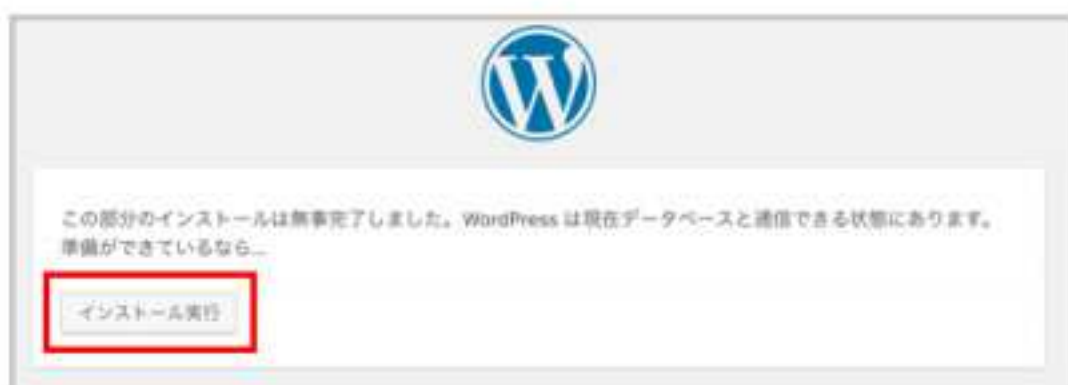 この部分のインストールは無事完了しました。WordPress は現在データベースと通信できる状態にあります。
準備ができているなら…
インストール実行